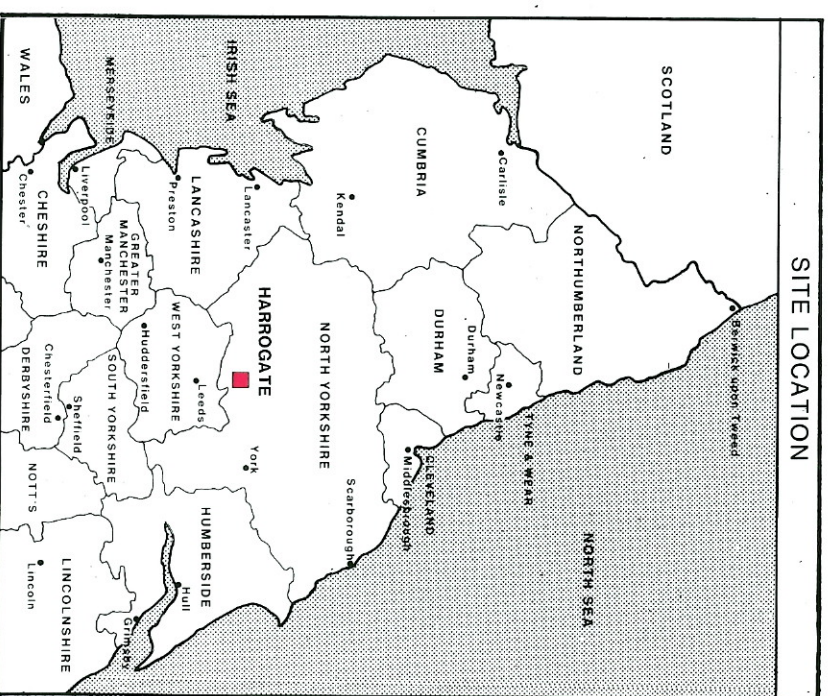 SITE LOCATION
SCOTLAND
Berwick upon Tweed
NORTHUMBERLAND
NORTH SEA
Carlisle
Newcastle
TYNE & WEAR
CUMBRIA
Durham
DURHAM
CLEVELAND
Middlesbrough
Kendal
Scarborough
NORTH YORKSHIRE
IRISH SEA
Lancaster
HARROGATE
York
LANCASHIRE
Leeds
HUMBERSIDE
Preston
WEST YORKSHIRE
Hull
Huddersfield
GREATER
MANCHESTER
Manchester
MERSEYSIDE
Grimsby
SOUTH YORKSHIRE
Liverpool
Sheffield
Chesterfield
LINCOLNSHIRE
CHESHIRE
DERBYSHIRE
NOTT'S
Lincoln
WALES
Chester